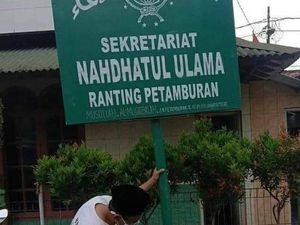 SEKRETARIAT
NAHDHATUL ULAMA
RANTING PETAMBURAN